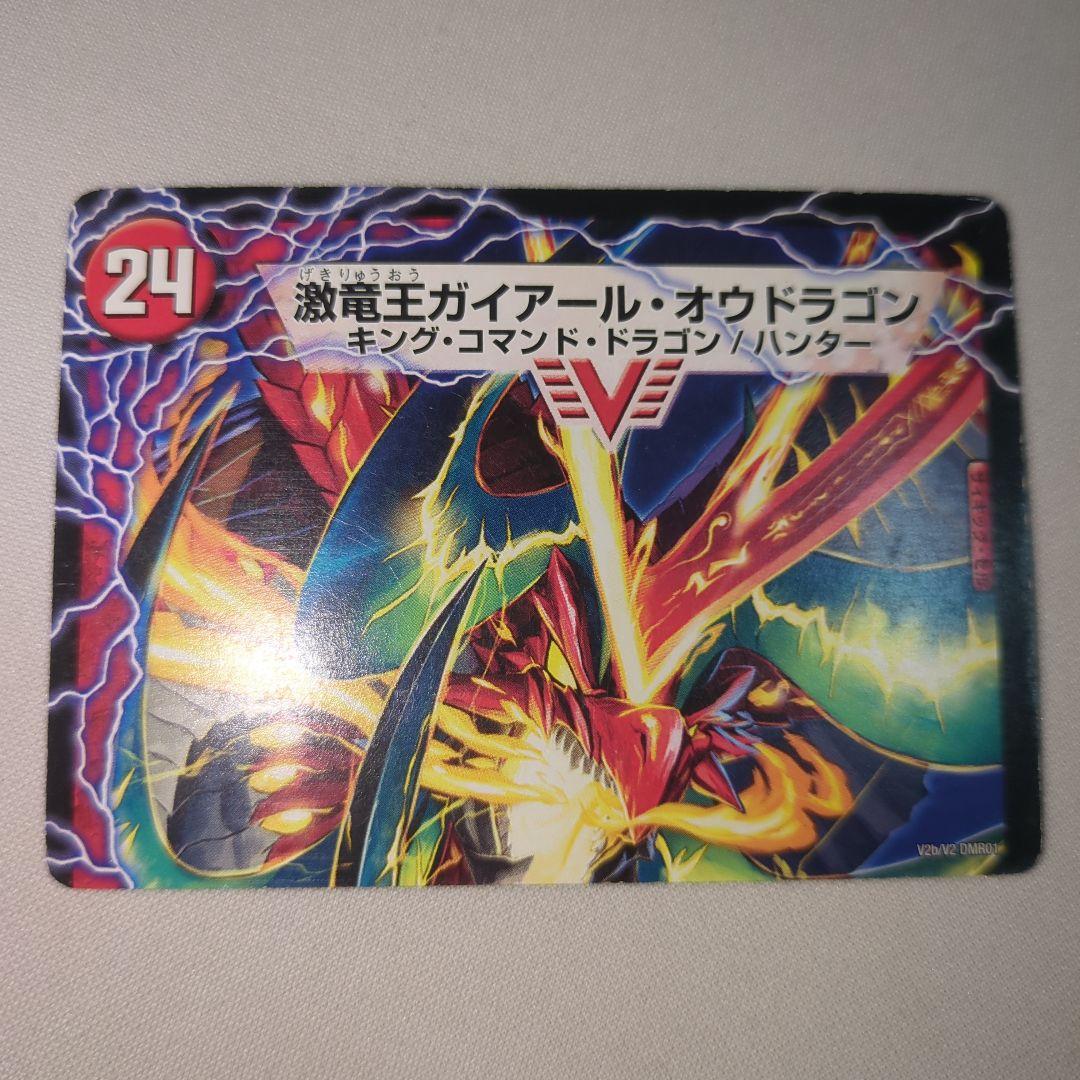 24
げきりゅうおう
激竜王ガイアール・オウドラゴン
キング・コマンド・ドラゴン / ハンター
V
V2b/V2 DMR01